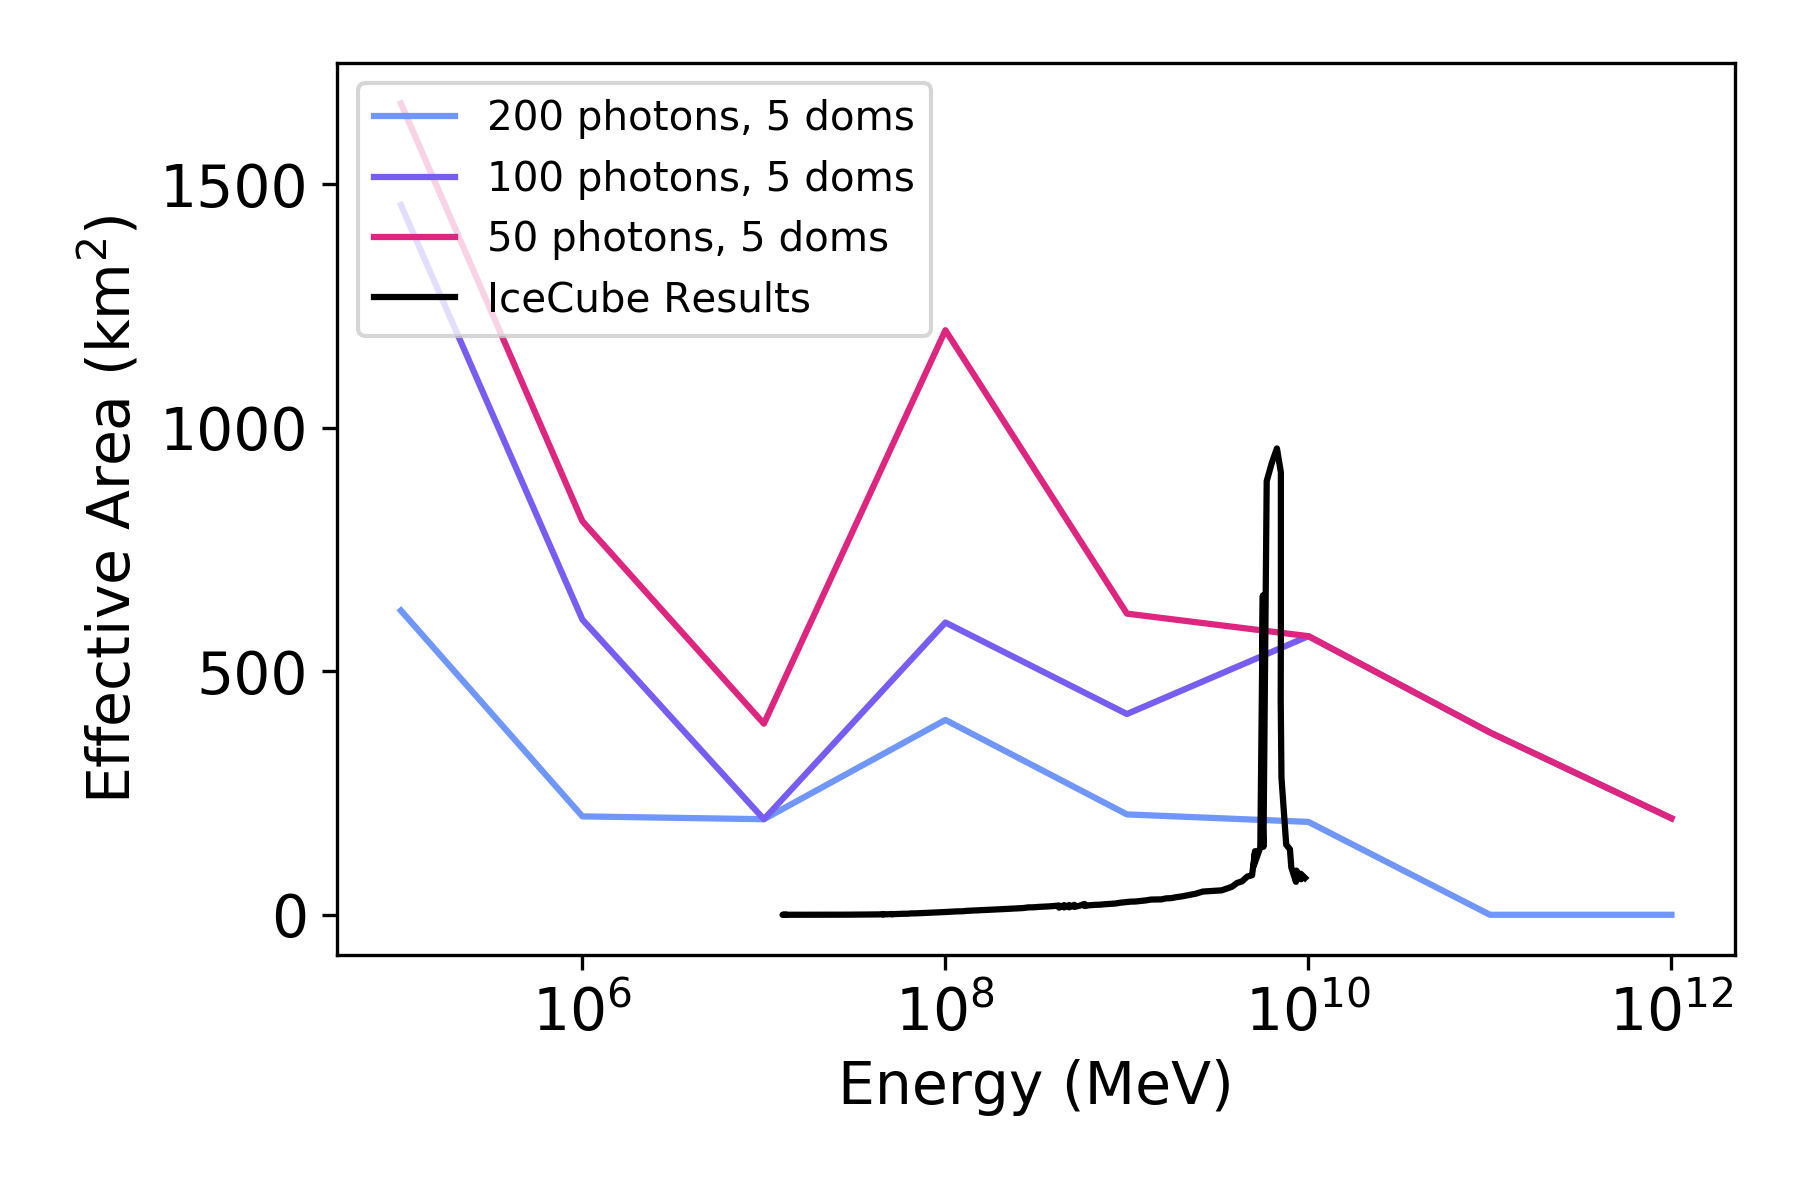 200 photons, 5 doms
100 photons, 5 doms
50 photons, 5 doms
IceCube Results
Effective Area (km²)
1500
1000
500
0
10⁶ 10⁸ 10¹⁰ 10¹²
Energy (MeV)